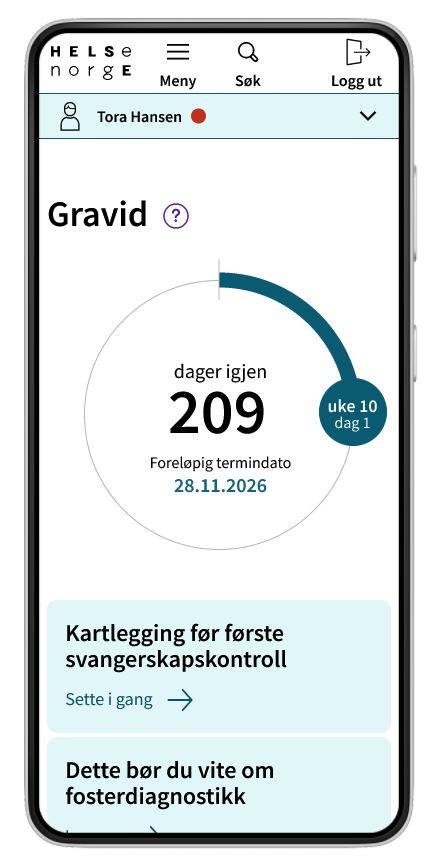 HELSe
norgE
Meny
Søk
Logg ut
Tora Hansen
Gravid ?
dager igjen
209
uke 10
dag 1
Foreløpig termindato
28.11.2026
Kartlegging før første
svangerskapskontroll
Sette i gang
Dette bør du vite om
fosterdiagnostikk